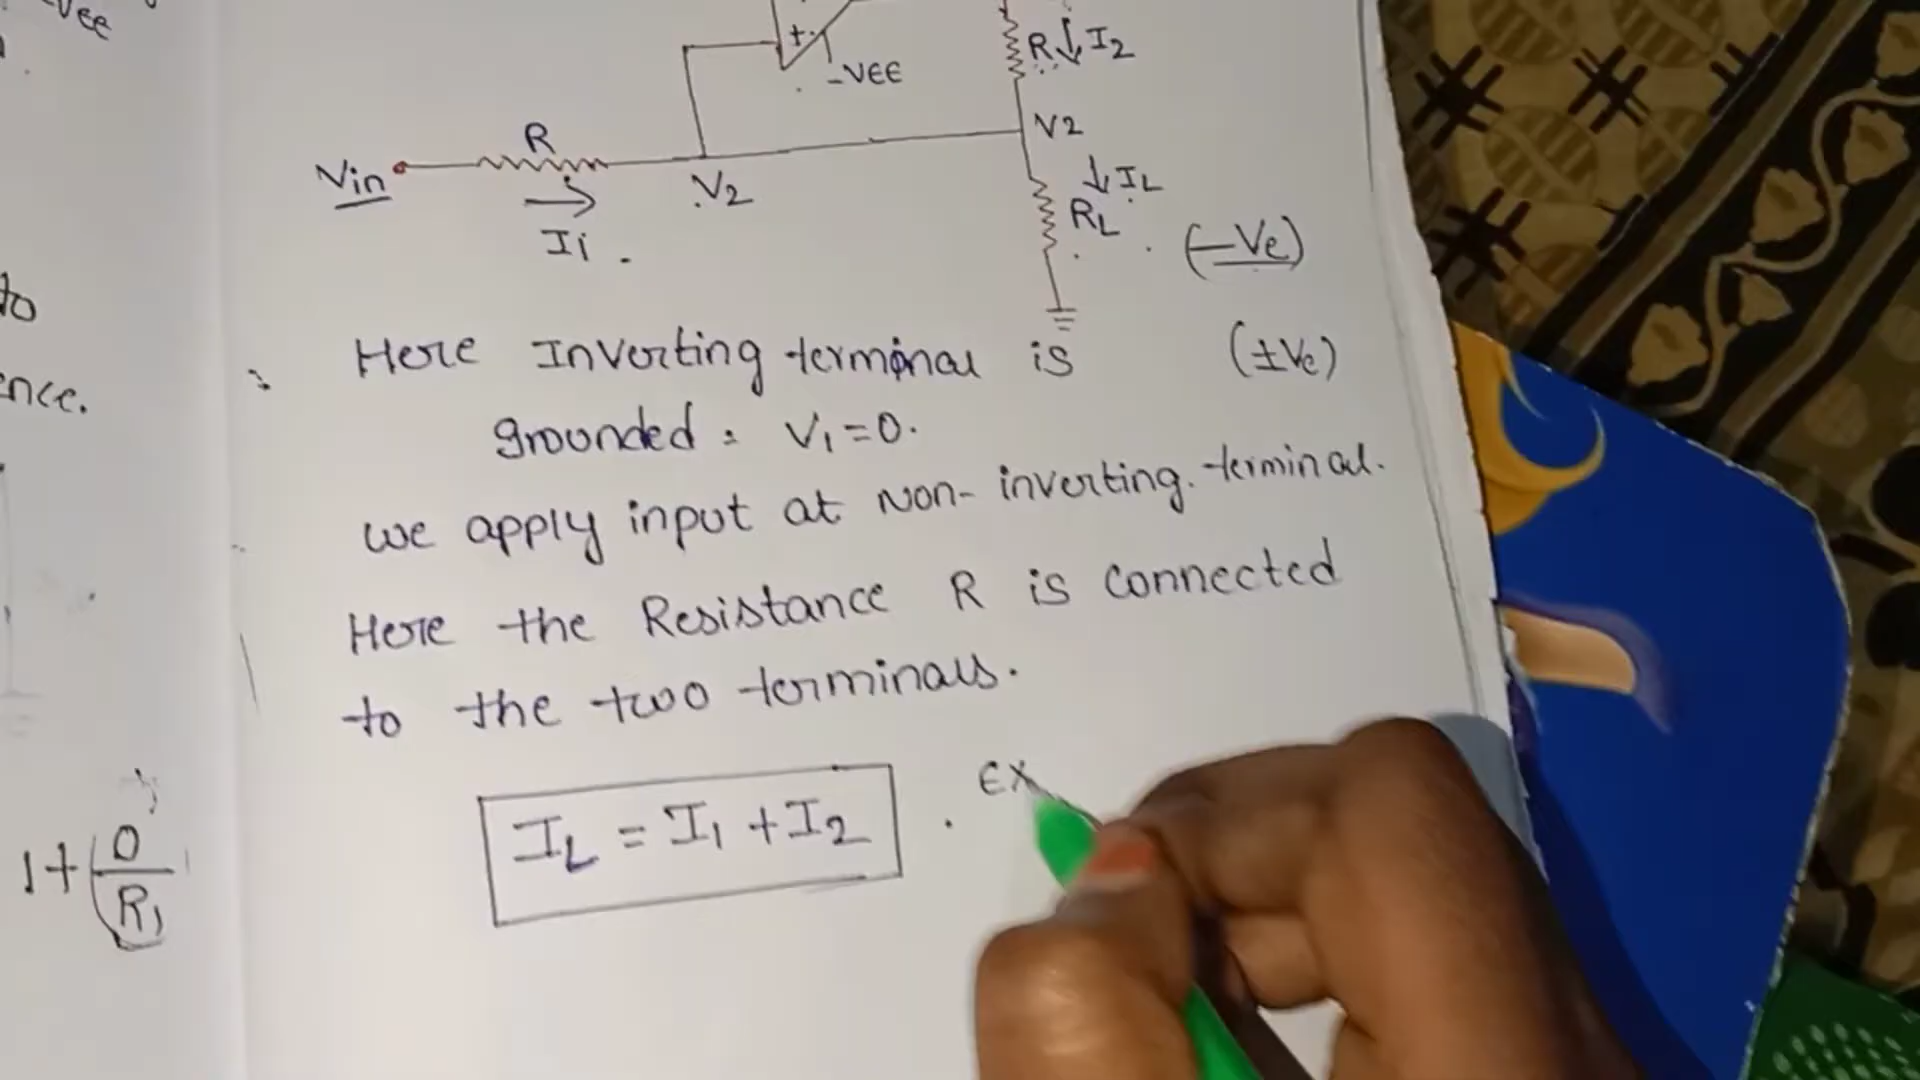 VEE
+
-VEE
R ↓ I2
V2
R
Vin
→
Ii .
.V2
↓ IL
RL
(-Ve)
(±Ve)
to
ence.
Here Inverting terminal is
grounded : V1 = 0.
we apply input at Non-inverting terminal.
Here the Resistance R is connected
to the two terminals.
IL = I1 + I2
EX
1+ 0/R1